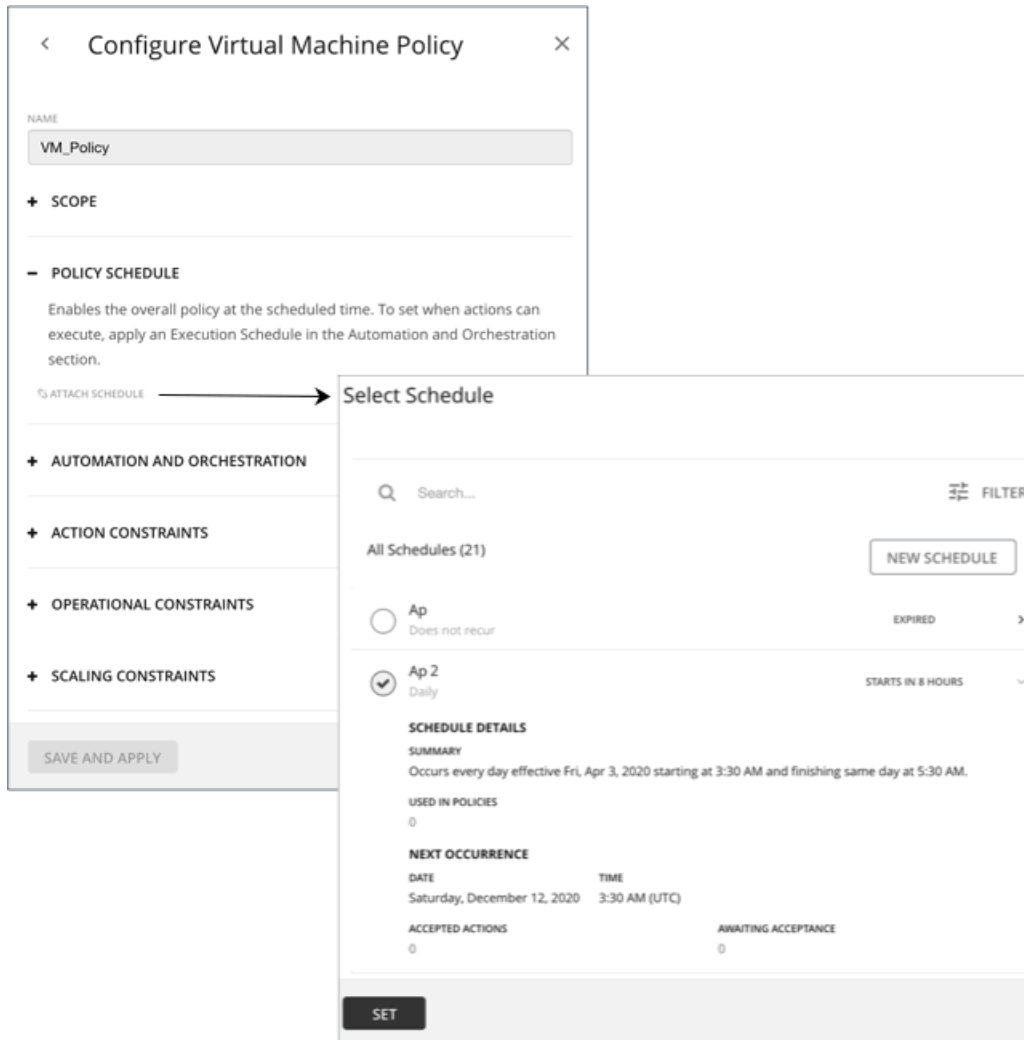 Configure Virtual Machine Policy
NAME
VM_Policy
SCOPE
POLICY SCHEDULE
Enables the overall policy at the scheduled time. To set when actions can
execute, apply an Execution Schedule in the Automation and Orchestration
section.
ATTACH SCHEDULE
AUTOMATION AND ORCHESTRATION
ACTION CONSTRAINTS
OPERATIONAL CONSTRAINTS
SCALING CONSTRAINTS
SAVE AND APPLY
Select Schedule
Search...
FILTER
All Schedules (21)
NEW SCHEDULE
Ap
Does not recur
EXPIRED
Ap 2
Daily
STARTS IN 8 HOURS
SCHEDULE DETAILS
SUMMARY
Occurs every day effective Fri, Apr 3, 2020 starting at 3:30 AM and finishing same day at 5:30 AM.
USED IN POLICIES
0
NEXT OCCURRENCE
DATE TIME
Saturday, December 12, 2020 3:30 AM (UTC)
ACCEPTED ACTIONS AWAITING ACCEPTANCE
0 0
SET